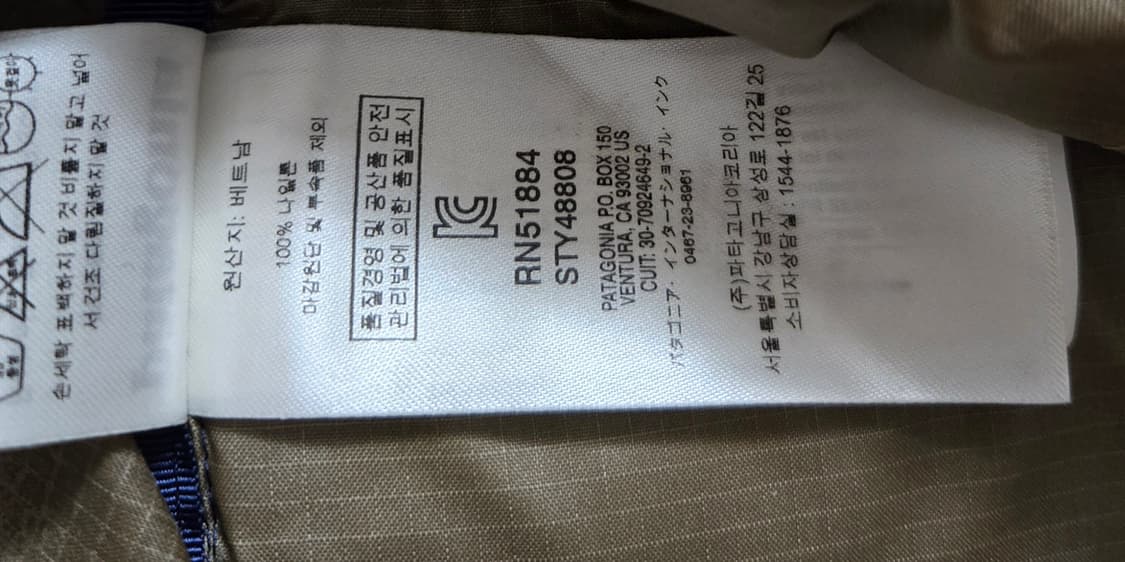 손세탁 표백하지 말 것 비틀지 말고 널어
서 건조 다림질하지 말 것
원산지: 베트남
100% 나일론
마감원단 및 부속품 제외
품질경영 및 공산품 안전
관리법에 의한 품질표시
RN51884
STY48808
PATAGONIA P.O. BOX 150
VENTURA, CA 93002 US
CUIT: 30-70924649-2
パタゴニア・インターナショナル・インク
0467-23-8961
(주)파타고니아코리아
서울특별시 강남구 삼성로 122길 25
소비자상담실 : 1544-1876